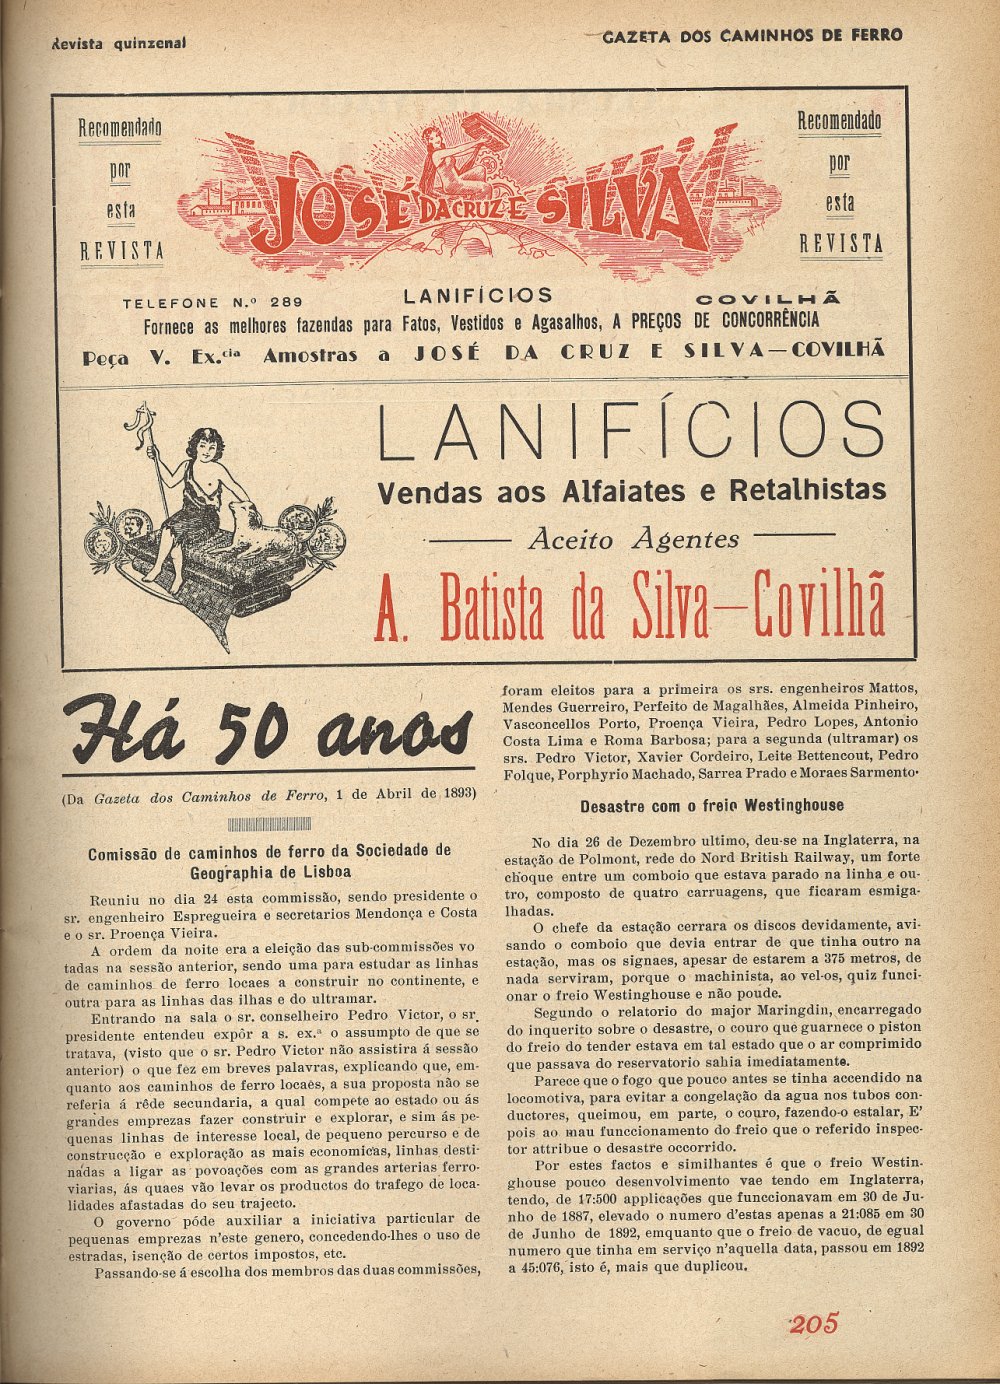 Revista quinzenal
GAZETA DOS CAMINHOS DE FERRO
Recomendado
por
esta
REVISTA
JOSÉ DA CRUZ E SILVA
Recomendado
por
esta
REVISTA
TELEFONE N.º 289
LANIFÍCIOS
COVILHÃ
Fornece as melhores fazendas para Fatos, Vestidos e Agasalhos, A PREÇOS DE CONCORRÊNCIA
Peça V. Ex.cia Amostras a JOSÉ DA CRUZ E SILVA—COVILHÃ
LANIFÍCIOS
Vendas aos Alfaiates e Retalhistas
Aceito Agentes
A. Batista da Silva—Covilhã
Há 50 anos
(Da Gazeta dos Caminhos de Ferro, 1 de Abril de 1893)
Comissão de caminhos de ferro da Sociedade de
Geographia de Lisboa
Reuniu no dia 24 esta commissão, sendo presidente o
sr. engenheiro Espregueira e secretarios Mendonça e Costa
e o sr. Proença Vieira.
A ordem da noite era a eleição das sub-commissões vo
tadas na sessão anterior, sendo uma para estudar as linhas
de caminhos de ferro locaes a construir no continente, e
outra para as linhas das ilhas e do ultramar.
Entrando na sala o sr. conselheiro Pedro Victor, o sr.
presidente entendeu expôr a s. ex.ª o assumpto de que se
tratava, (visto que o sr. Pedro Victor não assistira á sessão
anterior) o que fez em breves palavras, explicando que, em-
quanto aos caminhos de ferro locaes, a sua proposta não se
referia á rêde secundaria, a qual compete ao estado ou ás
grandes emprezas fazer construir e explorar, e sim ás pe-
quenas linhas de interesse local, de pequeno percurso e de
construcção e exploração as mais economicas, linhas desti-
nadas a ligar as povoações com as grandes arterias ferro-
viarias, ás quaes vão levar os productos do trafego de loca-
lidades afastadas do seu trajecto.
O governo póde auxiliar a iniciativa particular de
pequenas emprezas n'este genero, concedendo-lhes o uso de
estradas, isenção de certos impostos, etc.
Passando-se á escolha dos membros das duas commissões,
foram eleitos para a primeira os srs. engenheiros Mattos,
Mendes Guerreiro, Perfeito de Magalhães, Almeida Pinheiro,
Vasconcellos Porto, Proença Vieira, Pedro Lopes, Antonio
Costa Lima e Roma Barbosa; para a segunda (ultramar) os
srs. Pedro Victor, Xavier Cordeiro, Leite Bettencout, Pedro
Folque, Porphyrio Machado, Sarrea Prado e Moraes Sarmento.
Desastre com o freio Westinghouse
No dia 26 de Dezembro ultimo, deu-se na Inglaterra, na
estação de Polmont, rede do Nord British Railway, um forte
choque entre um comboio que estava parado na linha e ou-
tro, composto de quatro carruagens, que ficaram esmiga-
lhadas.
O chefe da estação cerrara os discos devidamente, avi-
sando o comboio que devia entrar de que tinha outro na
estação, mas os signaes, apesar de estarem a 375 metros, de
nada serviram, porque o machinista, ao vel-os, quiz funcci-
onar o freio Westinghouse e não poude.
Segundo o relatorio do major Maringdin, encarregado
do inquerito sobre o desastre, o couro que guarnece o piston
do freio do tender estava em tal estado que o ar comprimido
que passava do reservatorio sahia imediatamente.
Parece que o fogo que pouco antes se tinha accendido na
locomotiva, para evitar a congelação da agua nos tubos con-
ductores, queimou, em parte, o couro, fazendo-o estalar, E'
pois ao mau funccionamento do freio que o referido inspec-
tor attribue o desastre occorrido.
Por estes factos e similhantes é que o freio Westin-
ghouse pouco desenvolvimento vae tendo em Inglaterra,
tendo, de 17:500 applicações que funccionavam em 30 de Ju-
nho de 1887, elevado o numero d'estas apenas a 21:085 em 30
de Junho de 1892, emquanto que o freio de vacuo, de egual
numero que tinha em serviço n'aquella data, passou em 1892
a 45:076, isto é, mais que duplicou.
205